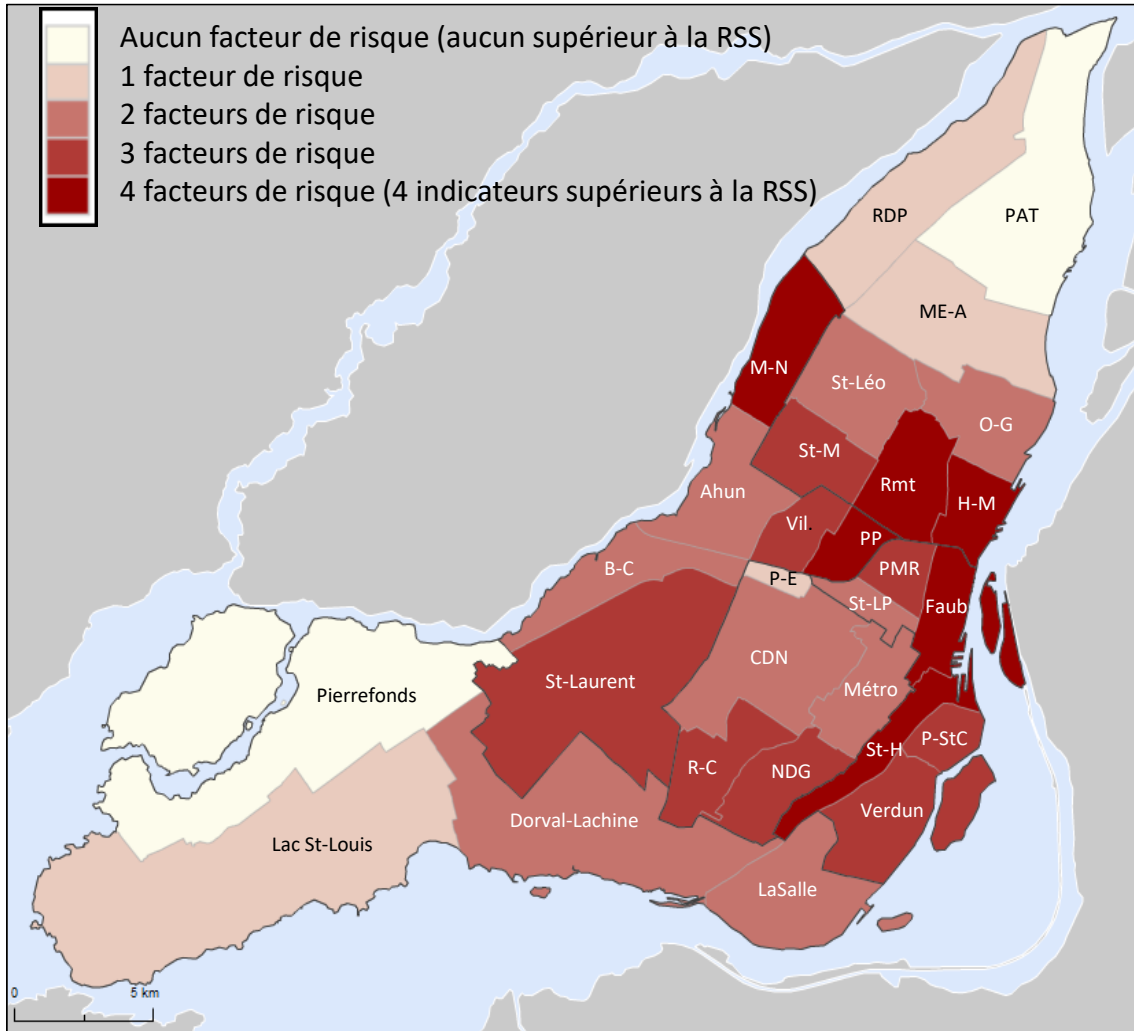 Aucun facteur de risque (aucun supérieur à la RSS)
1 facteur de risque
2 facteurs de risque
3 facteurs de risque
4 facteurs de risque (4 indicateurs supérieurs à la RSS)
RDP
PAT
ME-A
M-N
St-Léo
O-G
St-M
Rmt
H-M
Ahun
Vil.
PP
B-C
P-E
PMR
St-LP
Faub
CDN
Pierrefonds
St-Laurent
Métro
St-H
P-StC
R-C
NDG
Verdun
Dorval-Lachine
Lac St-Louis
LaSalle
0 5 km